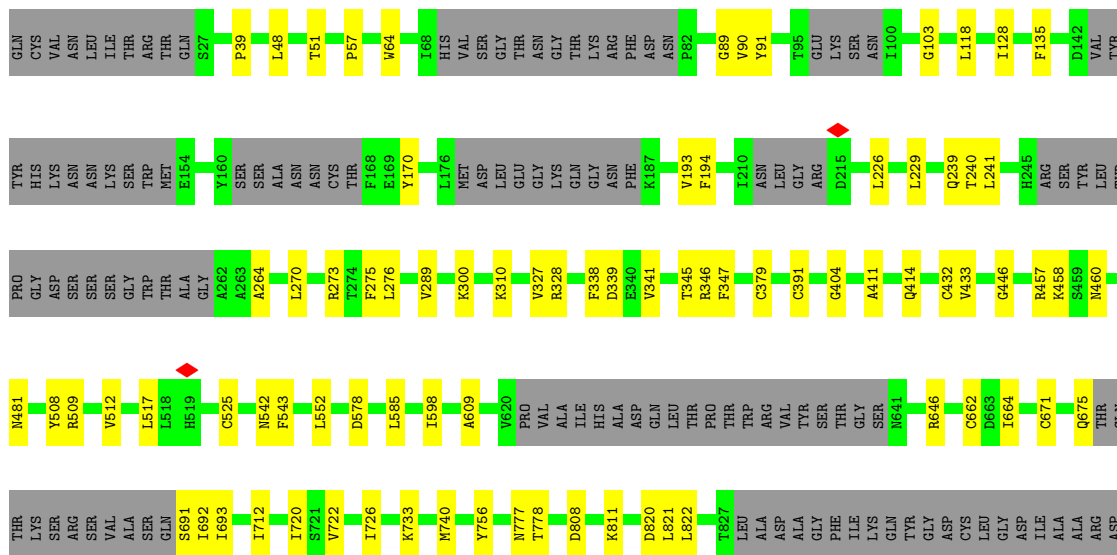 GLN CYS VAL ASN LEU ILE THR ARG THR GLN S27 P39 L48 T51 P57 W64 I68 HIS VAL SER GLY THR ASN GLY THR LYS ARG PHE ASP ASN P82 G89 V90 Y91 T95 GLU LYS SER ASN I100 G103 L118 I128 F135 D142 VAL TYR
TYR HIS LYS ASN ASN LYS SER TRP MET E154 Y160 SER SER ALA ASN ASN CYS THR F168 E169 Y170 L176 MET ASP LEU GLU GLY LYS GLN GLY ASN PHE K187 V193 F194 I210 ASN LEU GLY ARG D215 L226 L229 Q239 T240 L241 H245 ARG SER TYR LEU
PRO GLY ASP SER SER SER GLY TRP THR ALA GLY A262 A263 A264 L270 R273 T274 F275 L276 V289 K300 K310 V327 R328 F338 D339 E340 V341 T345 R346 F347 C379 C391 G404 A411 Q414 C432 V433 G446 R457 K458 S459 N460
N481 Y508 R509 V512 L517 L518 H519 C525 N542 F543 L552 D578 L585 I598 A609 V620 PRO VAL ALA ILE HIS ALA ASP GLN LEU THR PRO THR TRP ARG VAL TYR SER THR GLY SER N641 R646 C662 D663 I664 C671 Q675 THR
THR LYS SER ARG SER VAL ALA SER GLN S691 I692 I693 I712 I720 S721 V722 I726 K733 M740 Y756 N777 T778 D808 K811 D820 L821 L822 T827 LEU ALA ASP ALA GLY PHE ILE LYS GLN TYR GLY ASP CYS LEU GLY ASP ILE ALA ALA ARG ASP